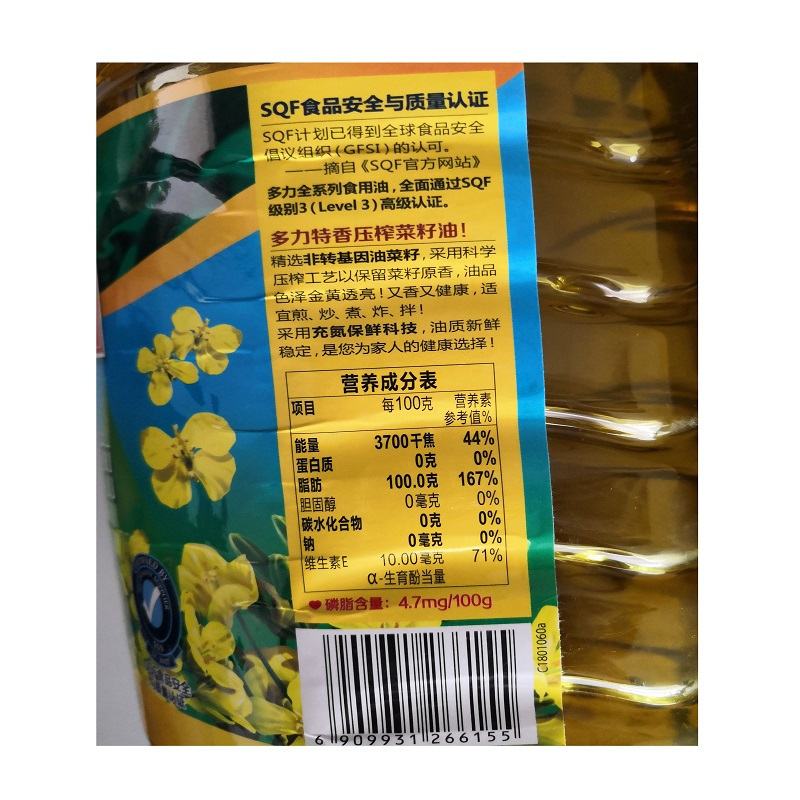 SQF食品安全与质量认证
SQF计划已得到全球食品安全
倡议组织(GFSI)的认可。
——摘自《SQF官方网站》
多力全系列食用油，全面通过SQF
级别3(Level 3)高级认证。
多力特香压榨菜籽油！
精选非转基因油菜籽，采用科学
压榨工艺以保留菜籽原香，油品
色泽金黄透亮！又香又健康，适
宜煎、炒、煮、炸、拌！
采用充氮保鲜科技，油质新鲜
稳定，是您为家人的健康选择！
营养成分表
项目 每100克 营养素
参考值%
能量 3700千焦 44%
蛋白质 0克 0%
脂肪 100.0克 167%
胆固醇 0毫克 0%
碳水化合物 0克 0%
钠 0毫克 0%
维生素E 10.00毫克 71%
α-生育酚当量
磷脂含量：4.7mg/100g
C1801060a
6 909931 266155